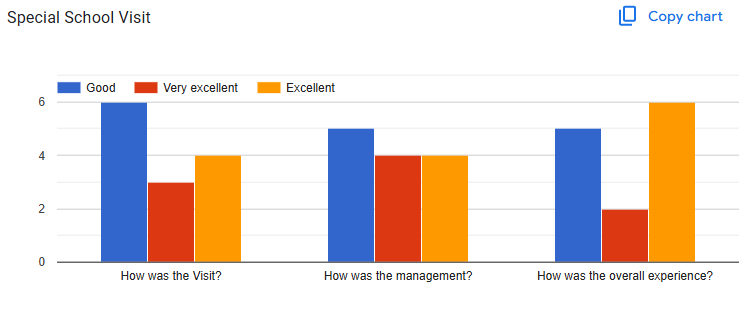 Special School Visit
Copy chart
Good Very excellent Excellent
6
4
2
0
How was the Visit? How was the management? How was the overall experience?